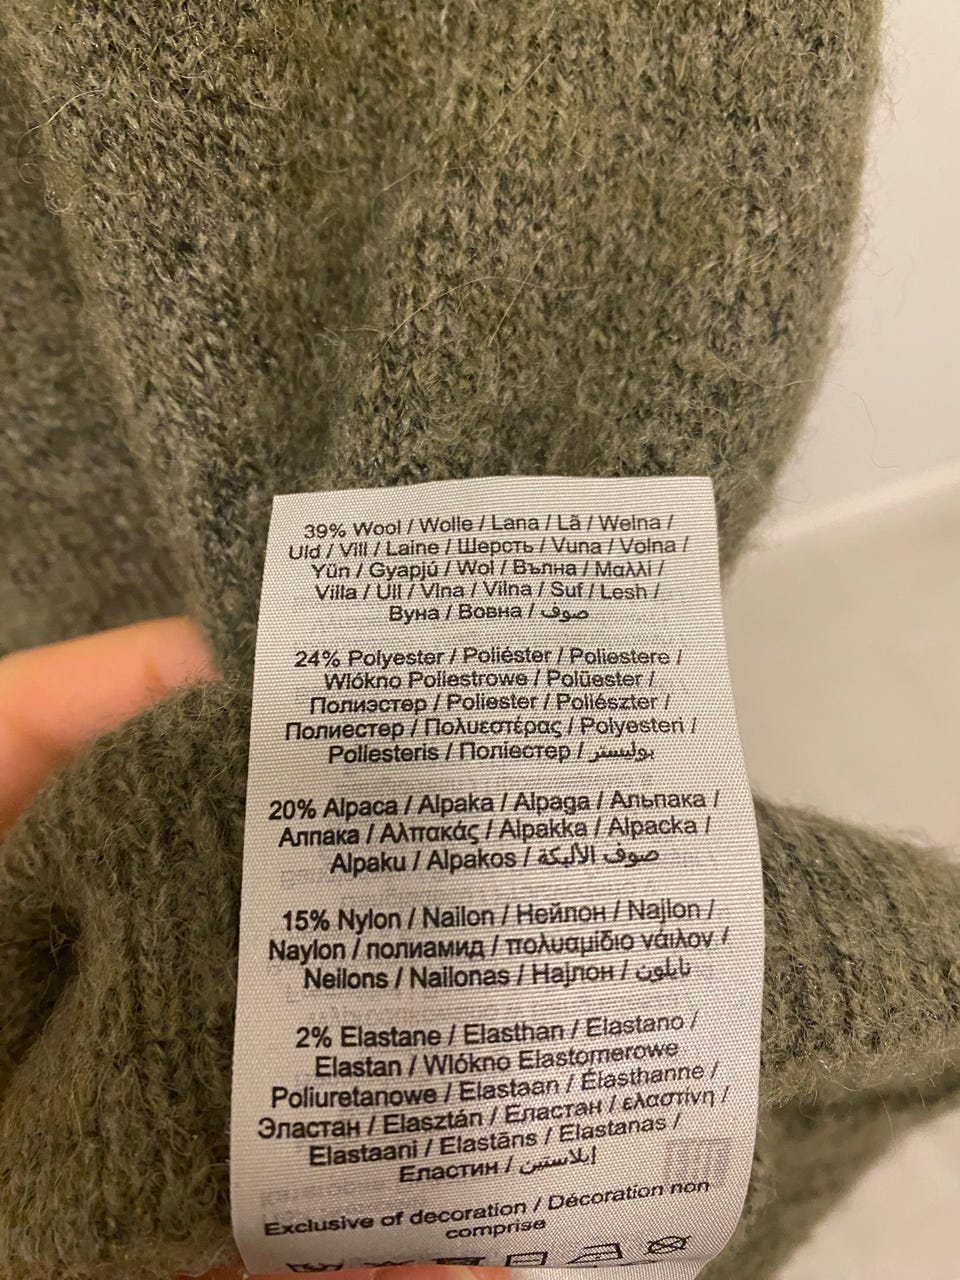 39% Wool / Wolle / Lana / Lã / Welna /
Uld / Vill / Laine / Шерсть / Vuna / Volna /
Yün / Gyapjú / Wol / Вълна / Μαλλί /
Villa / Ull / Vlna / Vilna / Suf / Lesh /
Вуна / Вовна / صوف
24% Polyester / Poliéster / Poliestere /
Wlókno Poliestrowe / Polüester /
Полиэстер / Poliester / Poliészter /
Полиестер / Πολυεστέρας / Polyesteri /
Poliesteris / Поліестер / بوليستر
20% Alpaca / Alpaka / Alpaga / Альпака /
Алпака / Αλπακάς / Alpakka / Alpacka /
Alpaku / Alpakos / صوف الألبكة
15% Nylon / Nailon / Нейлон / Najlon /
Naylon / полиамид / πολυαμίδιο νάιλον /
Neilons / Nailonas / Најлон / نايلون
2% Elastane / Elasthan / Elastano /
Elastan / Wlókno Elastomerowe
Poliuretanowe / Elastaan / Élasthanne /
Эластан / Elasztán / Еластан / ελαστίνη /
Elastaani / Elastāns / Elastanas /
Еластин / إيلاستين
Exclusive of decoration / Décoration non
comprise